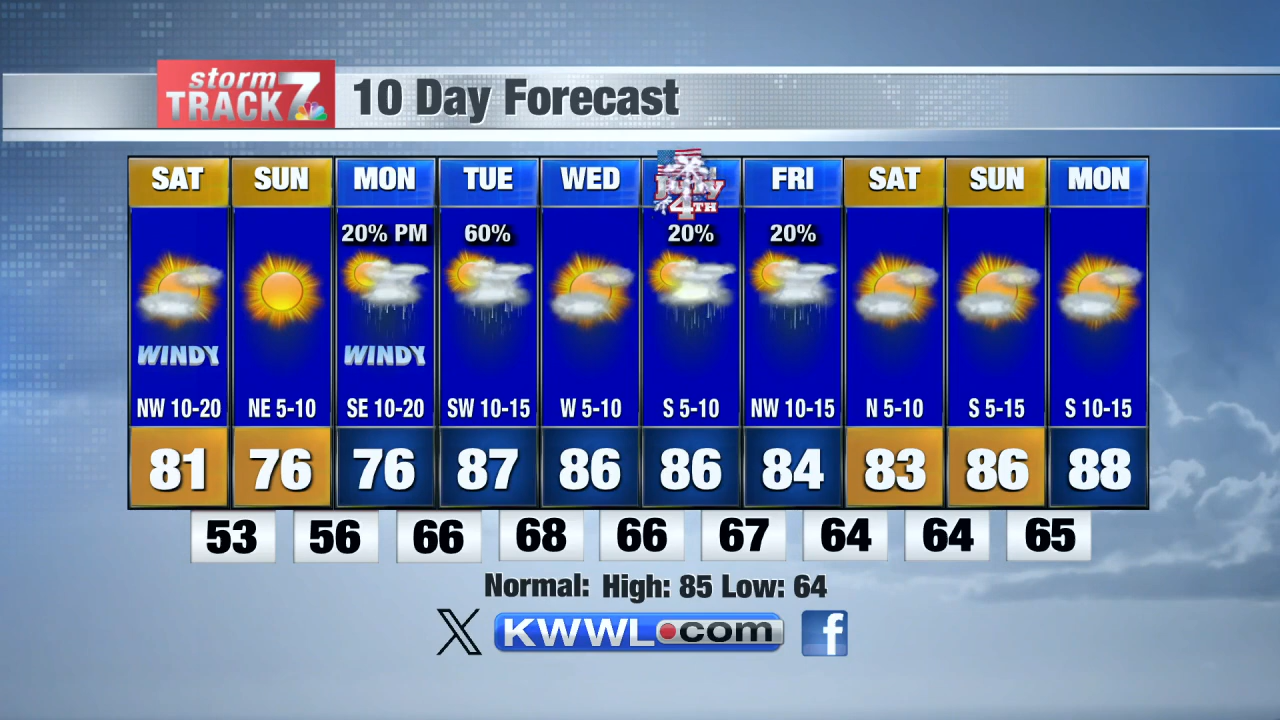 storm
TRACK 7
10 Day Forecast
SAT SUN MON TUE WED July 4TH FRI SAT SUN MON
20% PM 60% 20% 20%
WINDY WINDY
NW 10-20 NE 5-10 SE 10-20 SW 10-15 W 5-10 S 5-10 NW 10-15 N 5-10 S 5-15 S 10-15
81 76 76 87 86 86 84 83 86 88
53 56 66 68 66 67 64 64 65
Normal: High: 85 Low: 64
X KWWL.com f